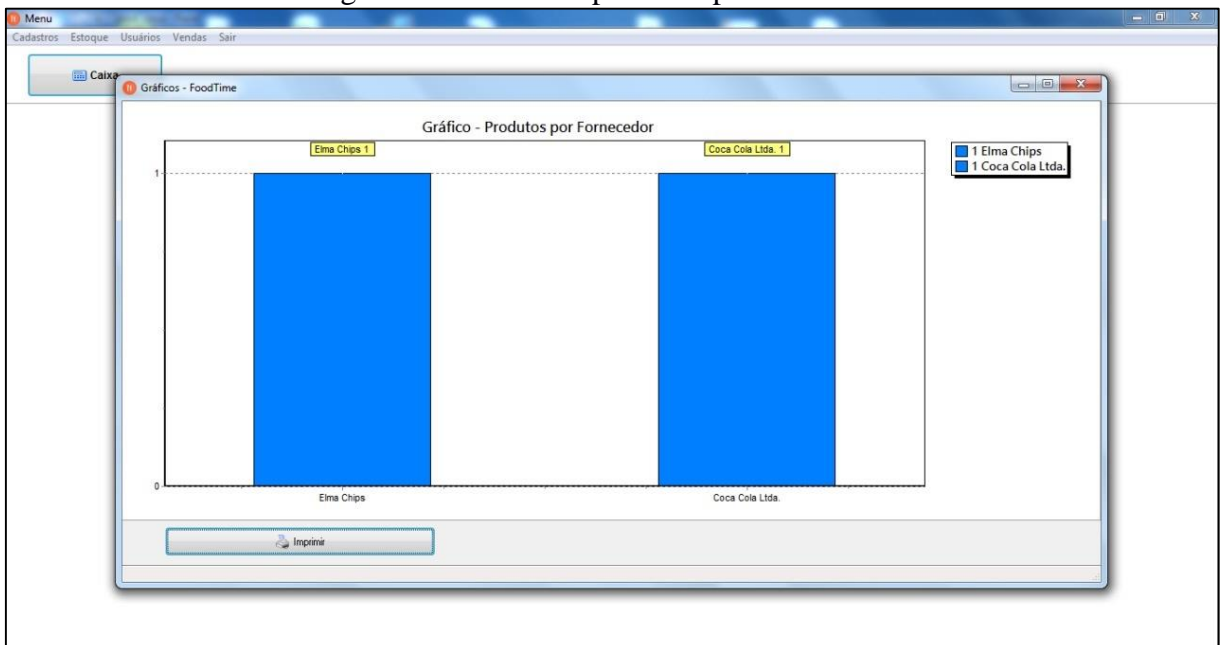 Menu
Cadastros Estoque Usuários Vendas Sair
Caixa
Gráficos - FoodTime
Gráfico - Produtos por Fornecedor
Elma Chips 1
Coca Cola Ltda. 1
1 Elma Chips
1 Coca Cola Ltda.
1
0
Elma Chips
Coca Cola Ltda.
Imprimir